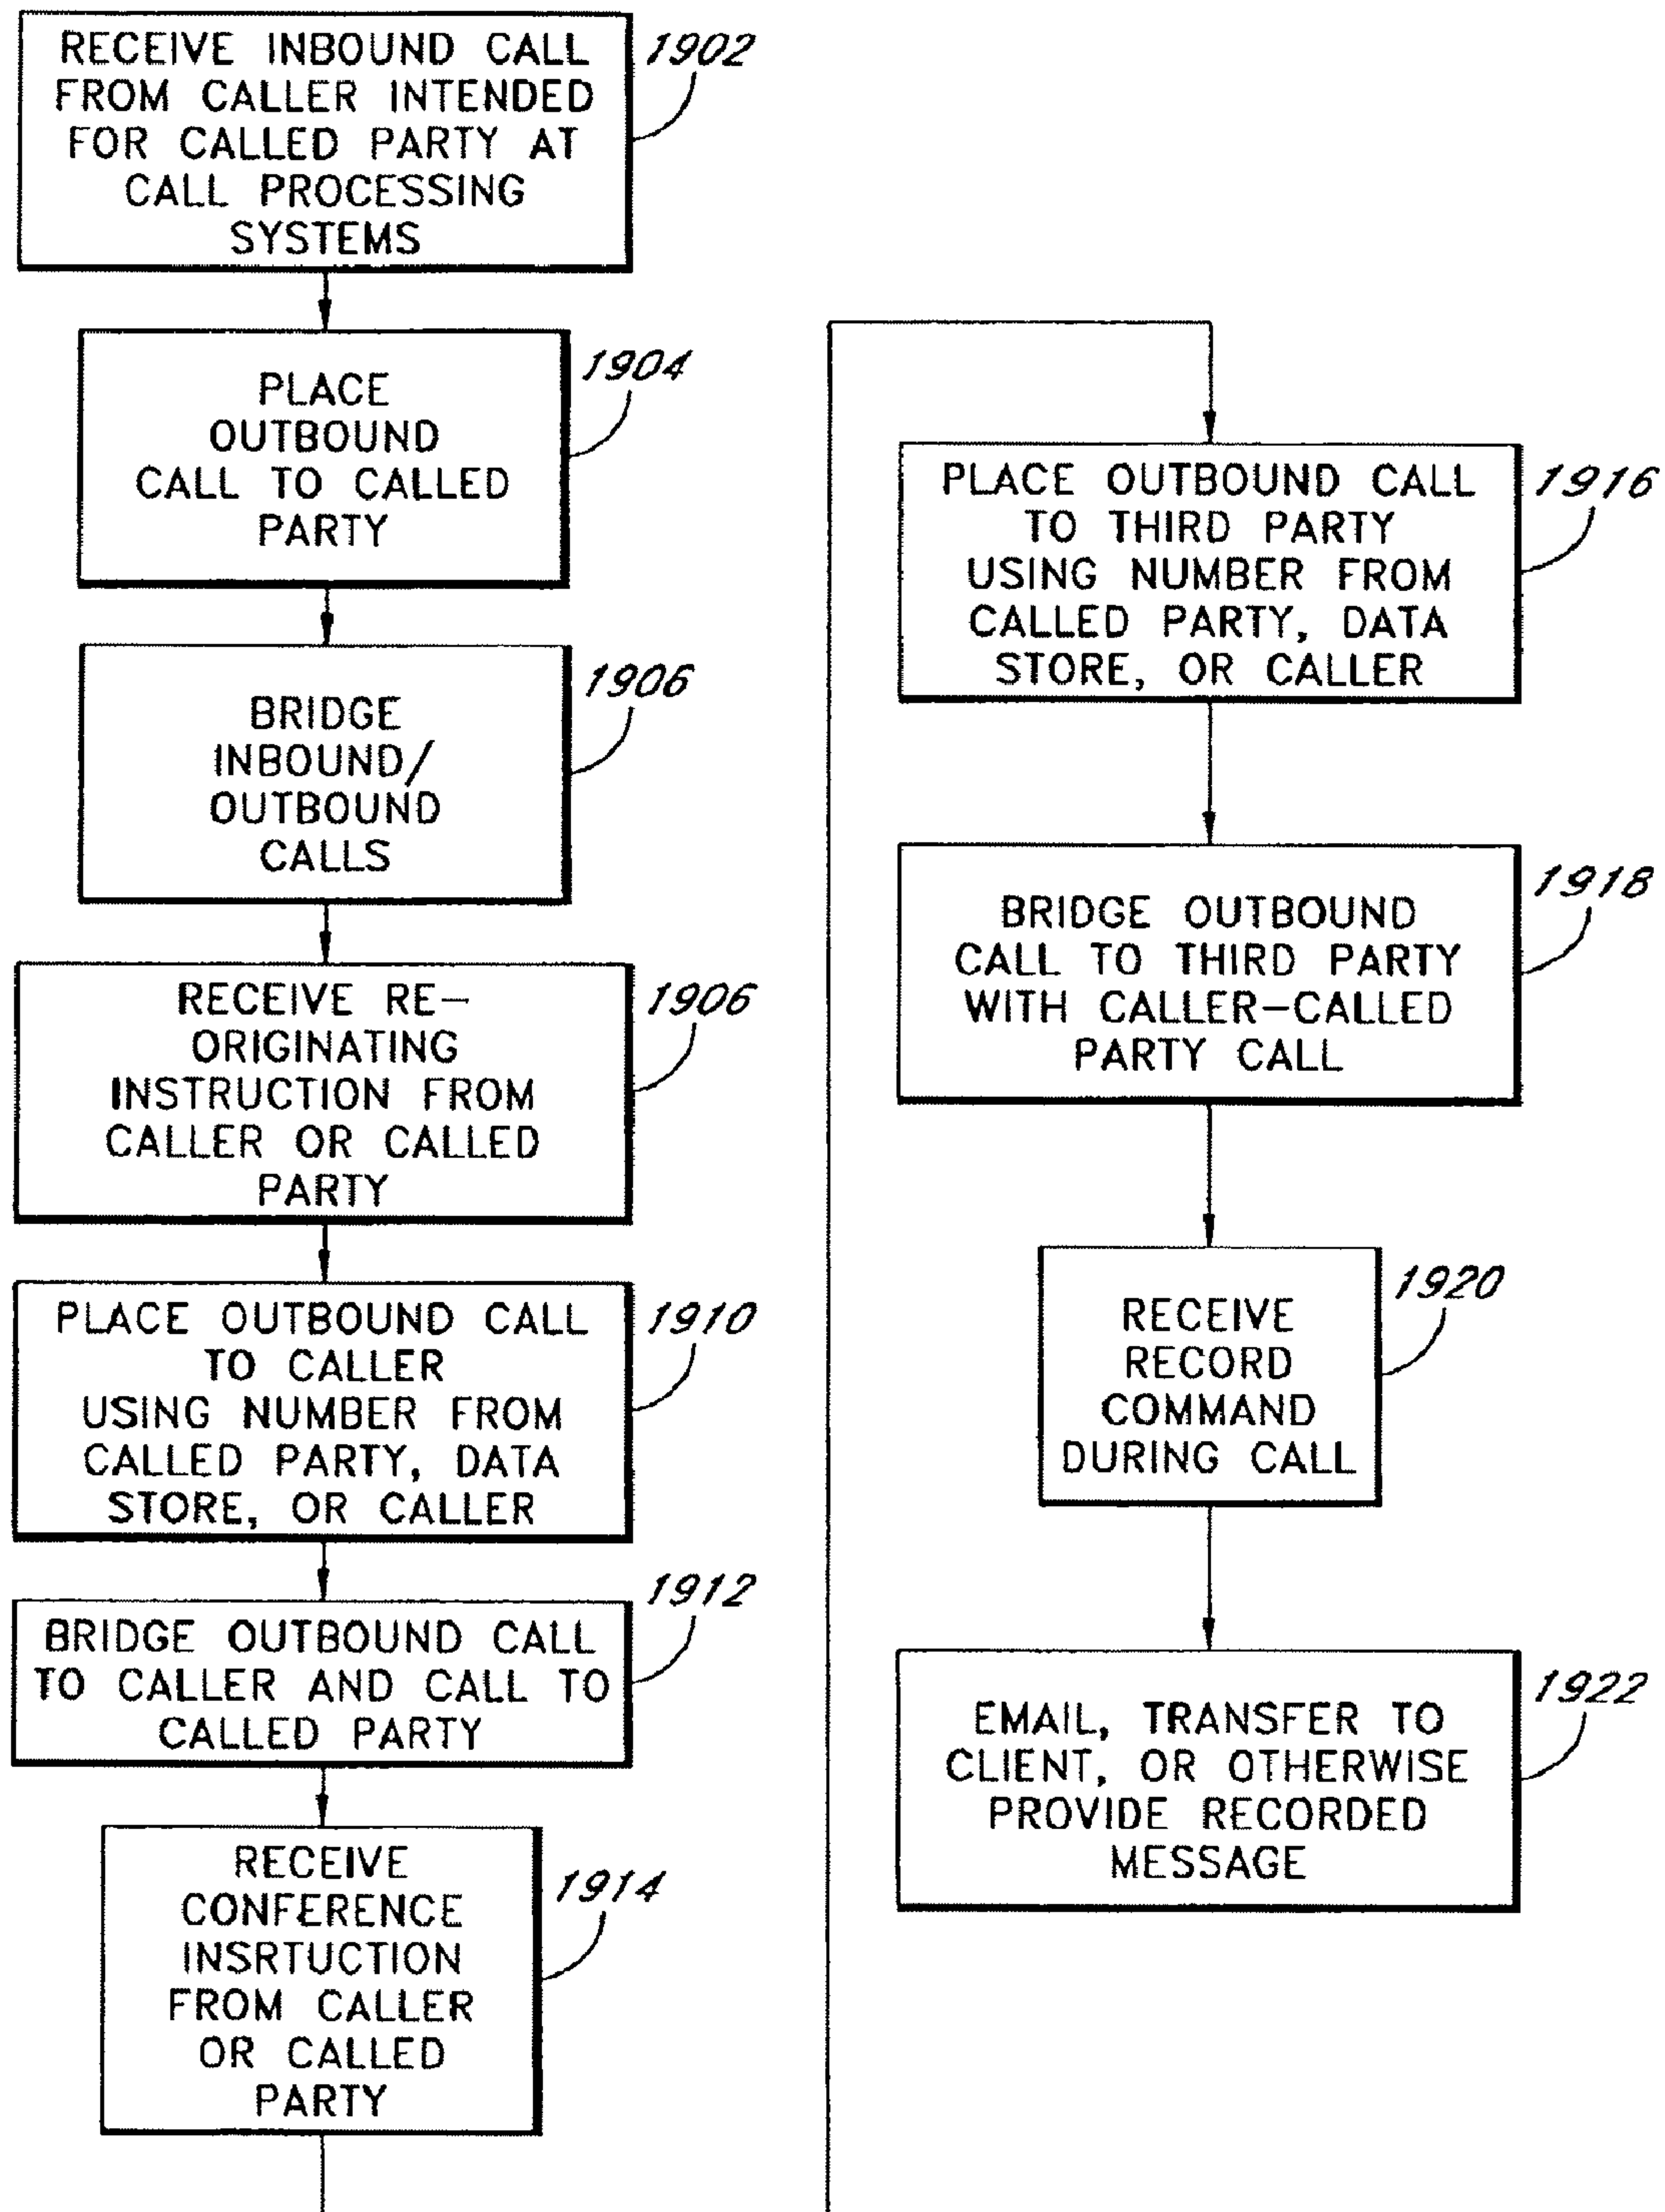 RECEIVE INBOUND CALL
FROM CALLER INTENDED
FOR CALLED PARTY AT
CALL PROCESSING
SYSTEMS
1902
PLACE
OUTBOUND
CALL TO CALLED
PARTY
1904
BRIDGE
INBOUND/
OUTBOUND
CALLS
1906
RECEIVE RE-
ORIGINATING
INSTRUCTION FROM
CALLER OR CALLED
PARTY
1906
PLACE OUTBOUND CALL
TO CALLER
USING NUMBER FROM
CALLED PARTY, DATA
STORE, OR CALLER
1910
BRIDGE OUTBOUND CALL
TO CALLER AND CALL TO
CALLED PARTY
1912
RECEIVE
CONFERENCE
INSRTUCTION
FROM CALLER
OR CALLED
PARTY
1914
PLACE OUTBOUND CALL
TO THIRD PARTY
USING NUMBER FROM
CALLED PARTY, DATA
STORE, OR CALLER
1916
BRIDGE OUTBOUND
CALL TO THIRD PARTY
WITH CALLER-CALLED
PARTY CALL
1918
RECEIVE
RECORD
COMMAND
DURING CALL
1920
EMAIL, TRANSFER TO
CLIENT, OR OTHERWISE
PROVIDE RECORDED
MESSAGE
1922